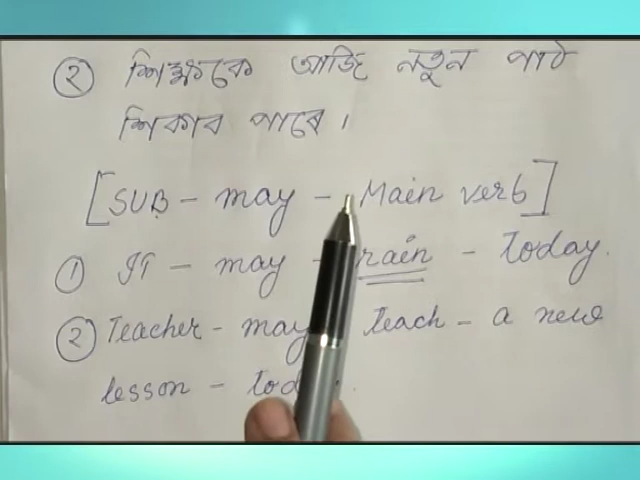 ② শিক্ষকে আজি নতুন পাঠ
শিকাব পাৰে।
[SUB - may - Main verb]
① IT - may - rain - today.
② Teacher - may teach - a new
lesson - today.